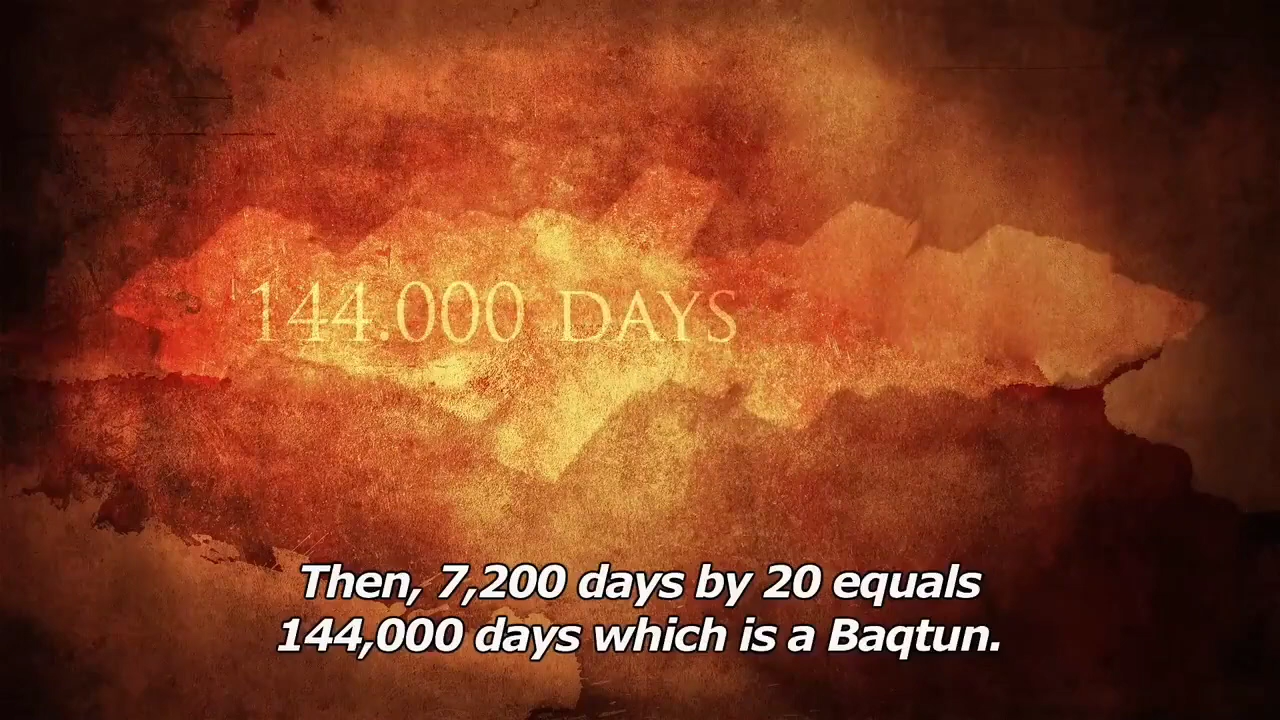 144.000 DAYS
Then, 7,200 days by 20 equals
144,000 days which is a Baqtun.